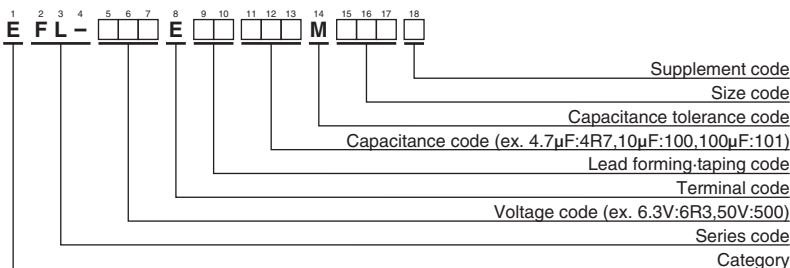 1 2 3 4 5 6 7 8 9 10 11 12 13 14 15 16 17 18
E F L – □□□ E □□ □□□ M □□□ □
Supplement code
Size code
Capacitance tolerance code
Capacitance code (ex. 4.7µF:4R7,10µF:100,100µF:101)
Lead forming·taping code
Terminal code
Voltage code (ex. 6.3V:6R3,50V:500)
Series code
Category